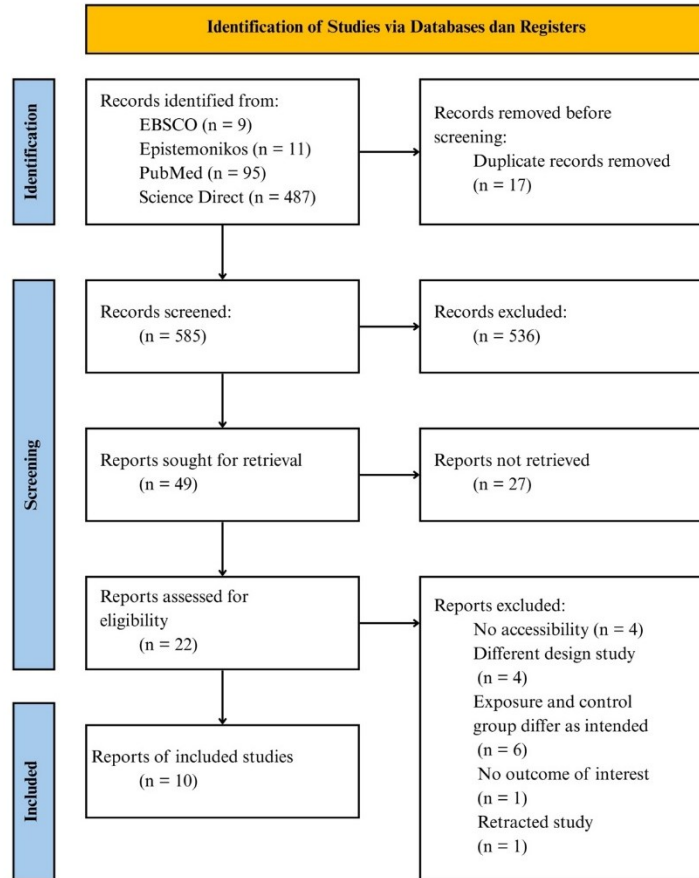 Identification of Studies via Databases dan Registers
Identification
Records identified from:
EBSCO (n = 9)
Epistemonikos (n = 11)
PubMed (n = 95)
Science Direct (n = 487)
Records removed before
screening:
Duplicate records removed
(n = 17)
Screening
Records screened:
(n = 585)
Records excluded:
(n = 536)
Reports sought for retrieval
(n = 49)
Reports not retrieved
(n = 27)
Reports assessed for
eligibility
(n = 22)
Reports excluded:
No accessibility (n = 4)
Different design study
(n = 4)
Exposure and control
group differ as intended
(n = 6)
No outcome of interest
(n = 1)
Retracted study
(n = 1)
Included
Reports of included studies
(n = 10)